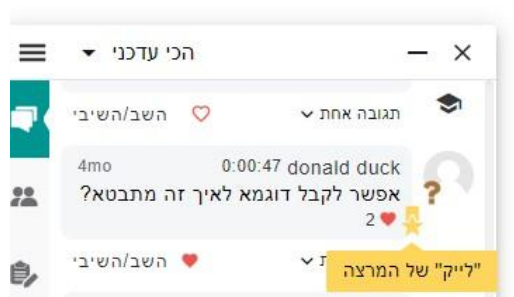 הכי עדכני
תגובה אחת השב/השיבי
donald duck 0:00:47 4mo
אפשר לקבל דוגמא לאיך זה מתבטא?
2
השב/השיבי
"לייק" של המרצה